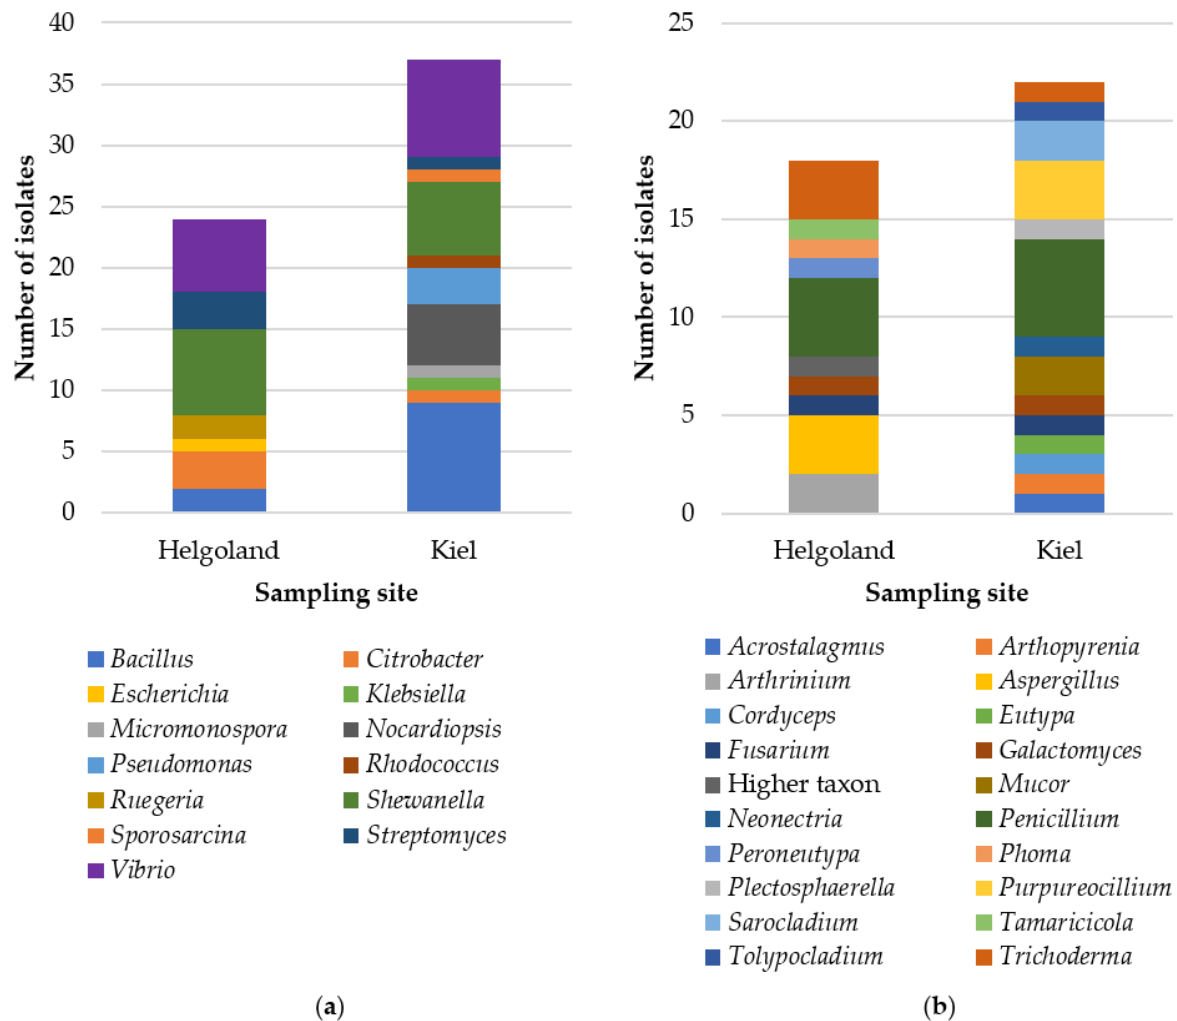 40
35
30
25
20
15
10
5
0
Number of isolates
Helgoland Kiel
Sampling site
Bacillus Citrobacter
Escherichia Klebsiella
Micromonospora Nocardiopsis
Pseudomonas Rhodococcus
Ruegeria Shewanella
Sporosarcina Streptomyces
Vibrio
(a)
25
20
15
10
5
0
Number of isolates
Helgoland Kiel
Sampling site
Acrostalagmus Arthopyrenia
Arthrinium Aspergillus
Cordyceps Eutypa
Fusarium Galactomyces
Higher taxon Mucor
Neonectria Penicillium
Peroneutypa Phoma
Plectosphaerella Purpureocillium
Sarocladium Tamaricicola
Tolypocladium Trichoderma
(b)